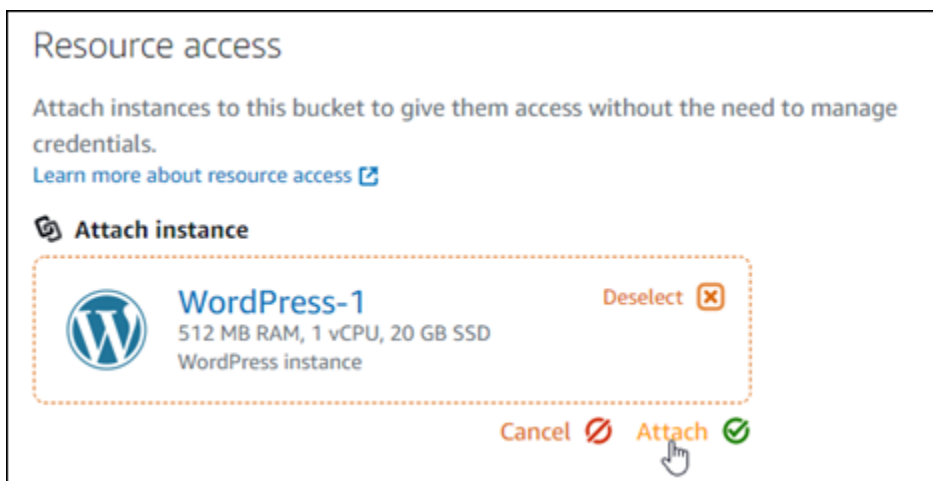 Resource access
Attach instances to this bucket to give them access without the need to manage
credentials.
Learn more about resource access
Attach instance
WordPress-1
Deselect
512 MB RAM, 1 vCPU, 20 GB SSD
WordPress instance
Cancel
Attach